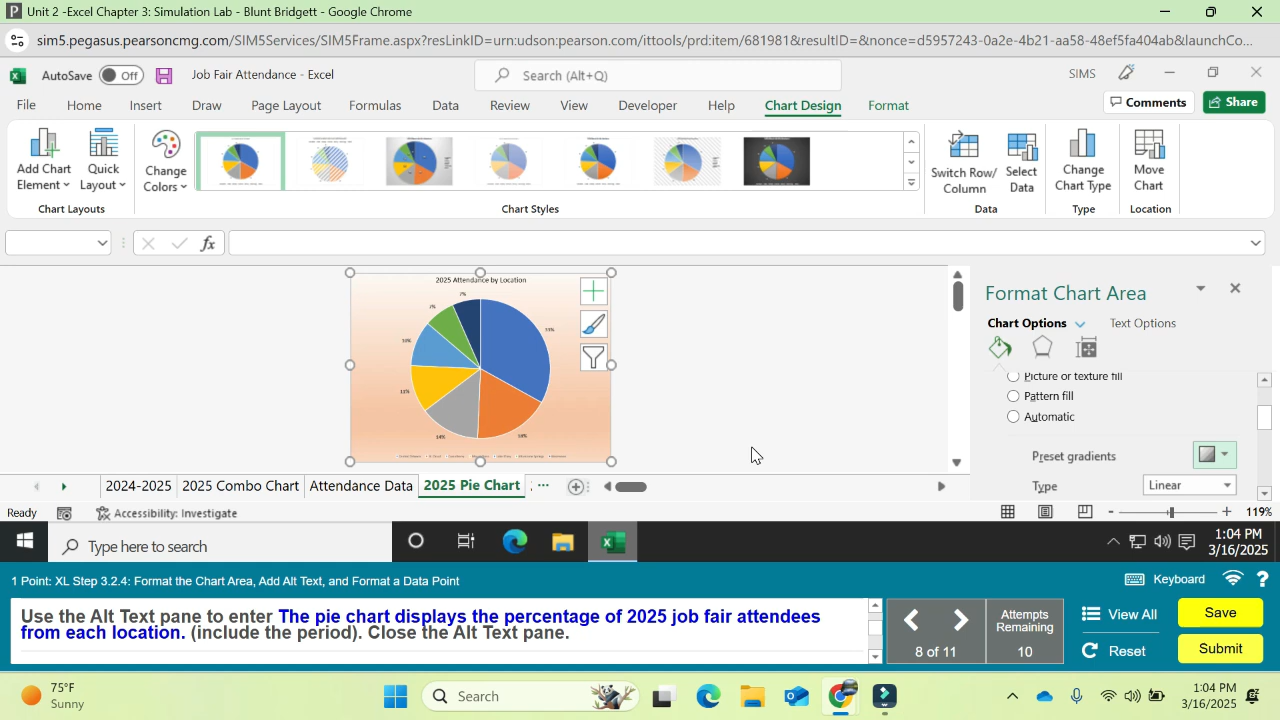 Unit 2 -Excel Chapter 3: Simulation Lab - Blunt Bridgett - Google Chrome
sim5.pegasus.pearsoncmg.com/SIM5Services/SIM5Frame.aspx?resLinkID=urn:udson:pearson.com/ittools/prd:item/681981&resultID=&nonce=d5957243-0a2e-4b21-aa58-48ef5fa404ab&launchCo...
AutoSave Off Job Fair Attendance - Excel Search (Alt+Q) SIMS
File Home Insert Draw Page Layout Formulas Data Review View Developer Help Chart Design Format Comments Share
Add Chart Element Quick Layout Change Colors Switch Row/Column Select Data Change Chart Type Move Chart
Chart Layouts Chart Styles Data Type Location
fx
2025 Attendance by Location
7%
7%
33%
10%
11%
14%
18%
Format Chart Area
Chart Options Text Options
Picture or texture fill
Pattern fill
Automatic
Preset gradients
Type Linear
2024-2025 2025 Combo Chart Attendance Data 2025 Pie Chart ...
Ready Accessibility: Investigate - + 119%
Type here to search 1:04 PM
3/16/2025
1 Point: XL Step 3.2.4: Format the Chart Area, Add Alt Text, and Format a Data Point Keyboard ?
Use the Alt Text pane to enter The pie chart displays the percentage of 2025 job fair attendees
from each location. (include the period). Close the Alt Text pane.
8 of 11
Attempts
Remaining
10
View All
Reset
Save
Submit
75°F
Sunny
Search
1:04 PM
3/16/2025